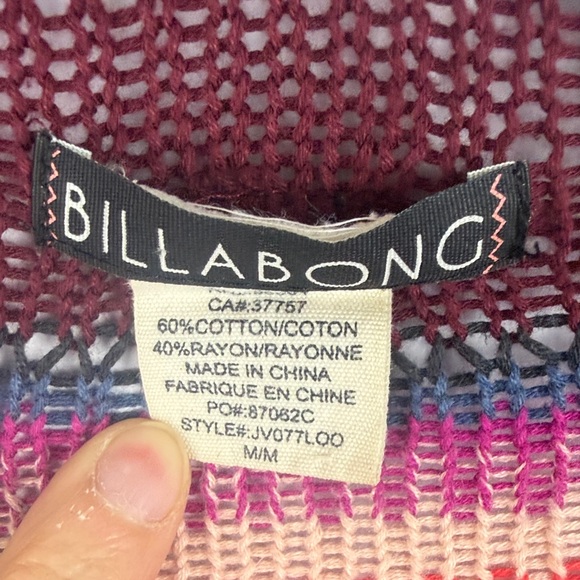 BILLABONG
CA#:37757
60%COTTON/COTON
40%RAYON/RAYONNE
MADE IN CHINA
FABRIQUE EN CHINE
PO#:87062C
STYLE#:JV077LOO
M/M